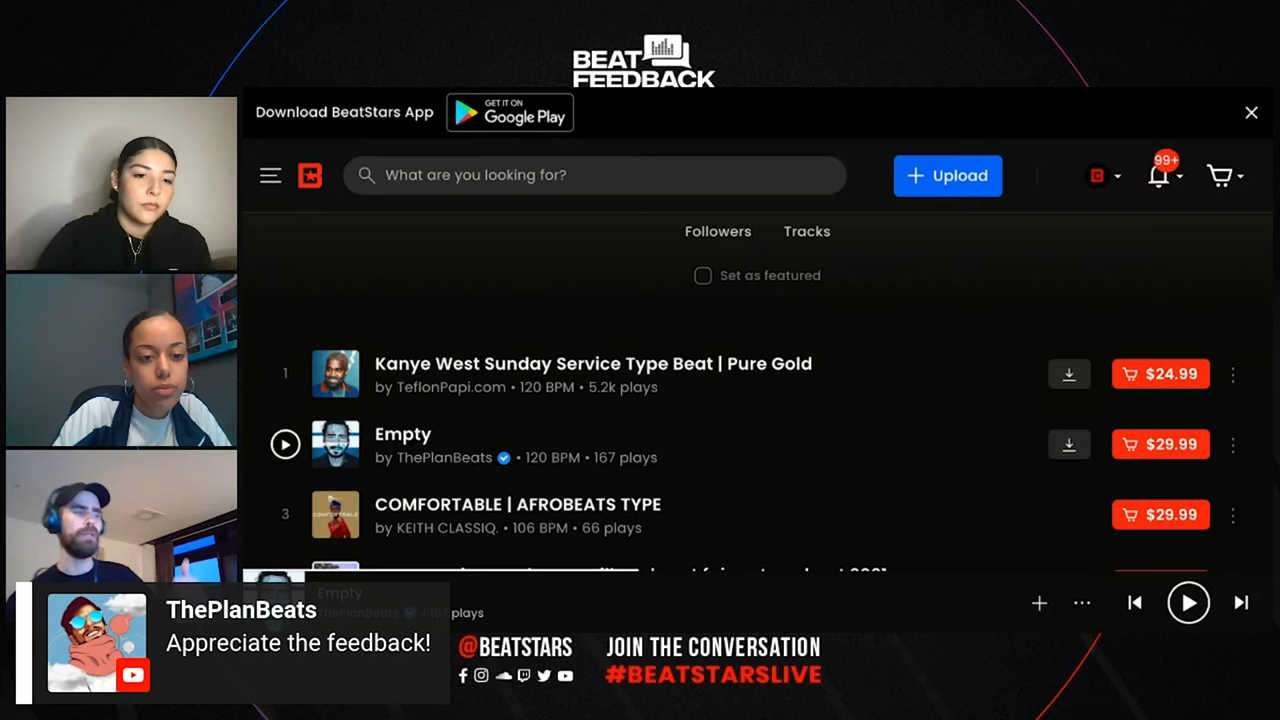 BEAT
FEEDBACK
Download BeatStars App
GET IT ON
Google Play
What are you looking for?
Upload
99+
Followers
Tracks
Set as featured
1
Kanye West Sunday Service Type Beat | Pure Gold
by TeflonPapi.com • 120 BPM • 5.2k plays
$24.99
Empty
by ThePlanBeats • 120 BPM • 167 plays
$29.99
3
COMFORTABLE | AFROBEATS TYPE
by KEITH CLASSIQ. • 106 BPM • 66 plays
$29.99
Empty
ThePlanBeats • 167 plays
ThePlanBeats
Appreciate the feedback!
@BEATSTARS
JOIN THE CONVERSATION
#BEATSTARSLIVE